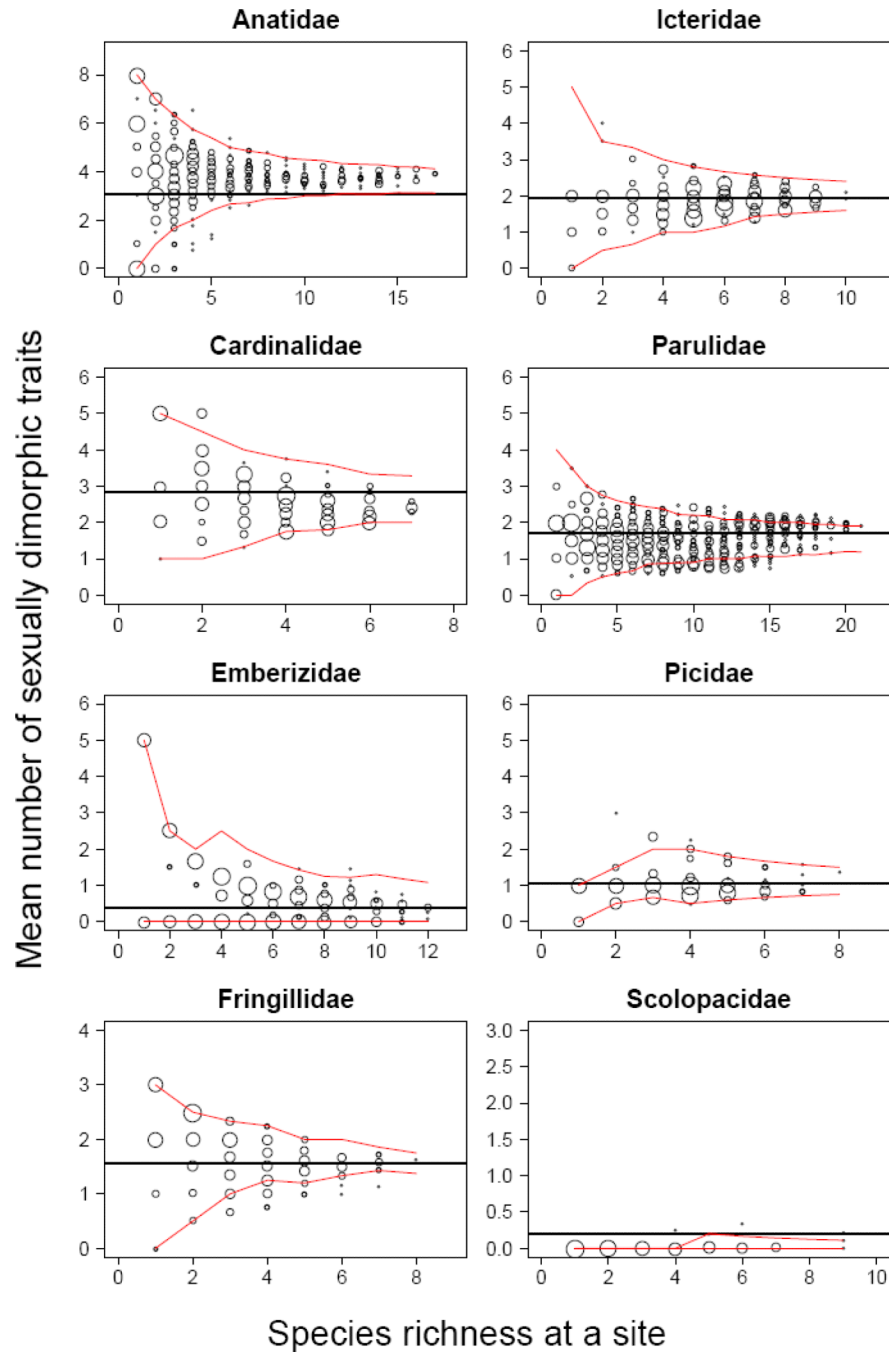 Anatidae
Icteridae
8
6
4
2
0
0 5 10 15
6
5
4
3
2
1
0
0 2 4 6 8 10
Cardinalidae
Parulidae
6
5
4
3
2
1
0
0 2 4 6 8
6
5
4
3
2
1
0
0 5 10 15 20
Emberizidae
Picidae
6
5
4
3
2
1
0
0 2 4 6 8 10 12
6
5
4
3
2
1
0
0 2 4 6 8
Fringillidae
Scolopacidae
4
3
2
1
0
0 2 4 6 8
3.0
2.5
2.0
1.5
1.0
0.5
0.0
0 2 4 6 8 10
Mean number of sexually dimorphic traits
Species richness at a site